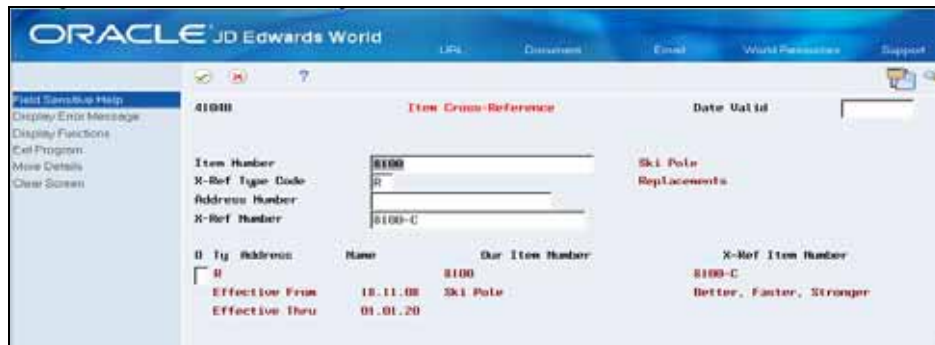 ORACLE JD Edwards World
URL Document Email World Resources Support
?
Field Sensitive Help
Display Error Message
Display Functions
Exit Program
More Details
Clear Screen
Item Cross-Reference
Date Valid
Item Number 8100 Ski Pole
X-Ref Type Code R Replacements
Address Number
X-Ref Number 8100-C
O Ty Address Name Our Item Number X-Ref Item Number
R 8100 8100-C
Effective From 18.11.08 Ski Pole Better, Faster, Stronger
Effective Thru 01.01.20